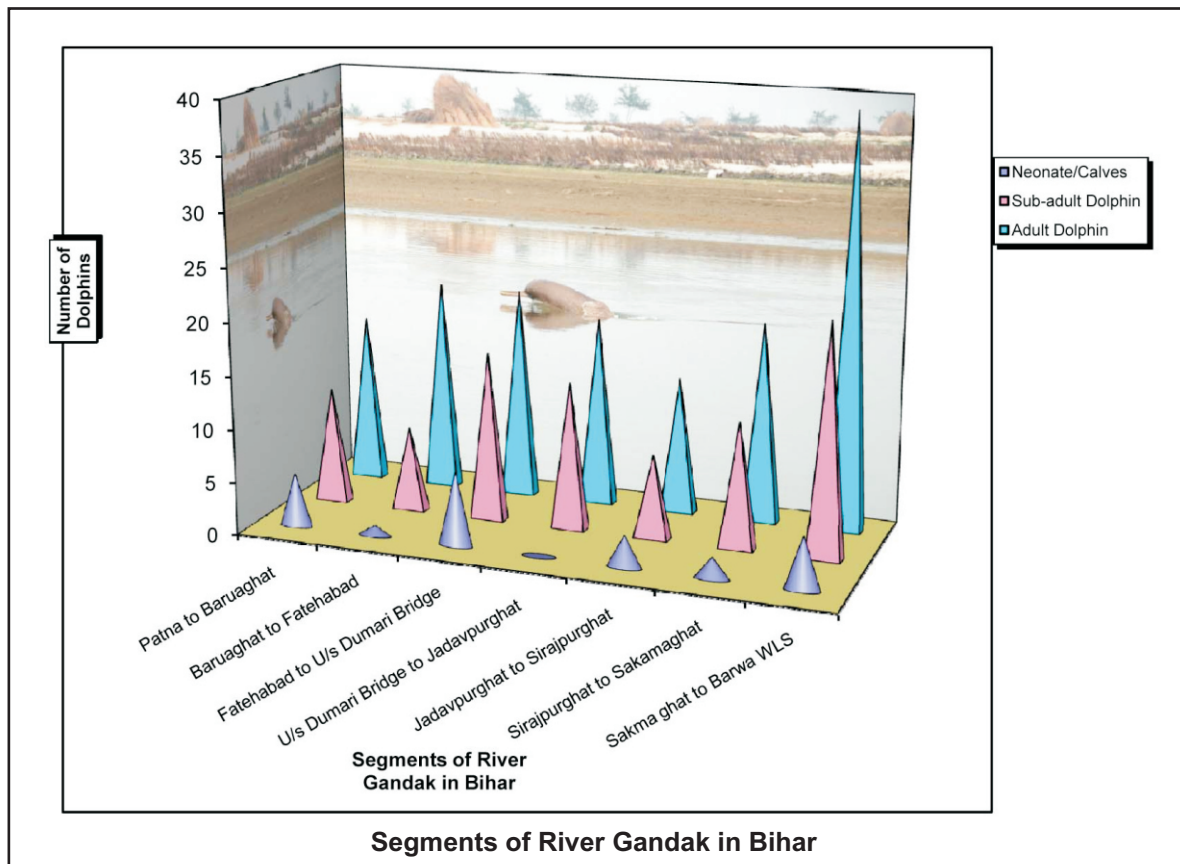 40
35
30
25
20
15
10
5
0
Number of
Dolphins
Neonate/Calves
Sub-adult Dolphin
Adult Dolphin
Patna to Baruaghat
Baruaghat to Fatehabad
Fatehabad to U/s Dumari Bridge
U/s Dumari Bridge to Jadavpurghat
Jadavpurghat to Sirajpurghat
Sirajpurghat to Sakamaghat
Sakma ghat to Barwa WLS
Segments of River
Gandak in Bihar
Segments of River Gandak in Bihar